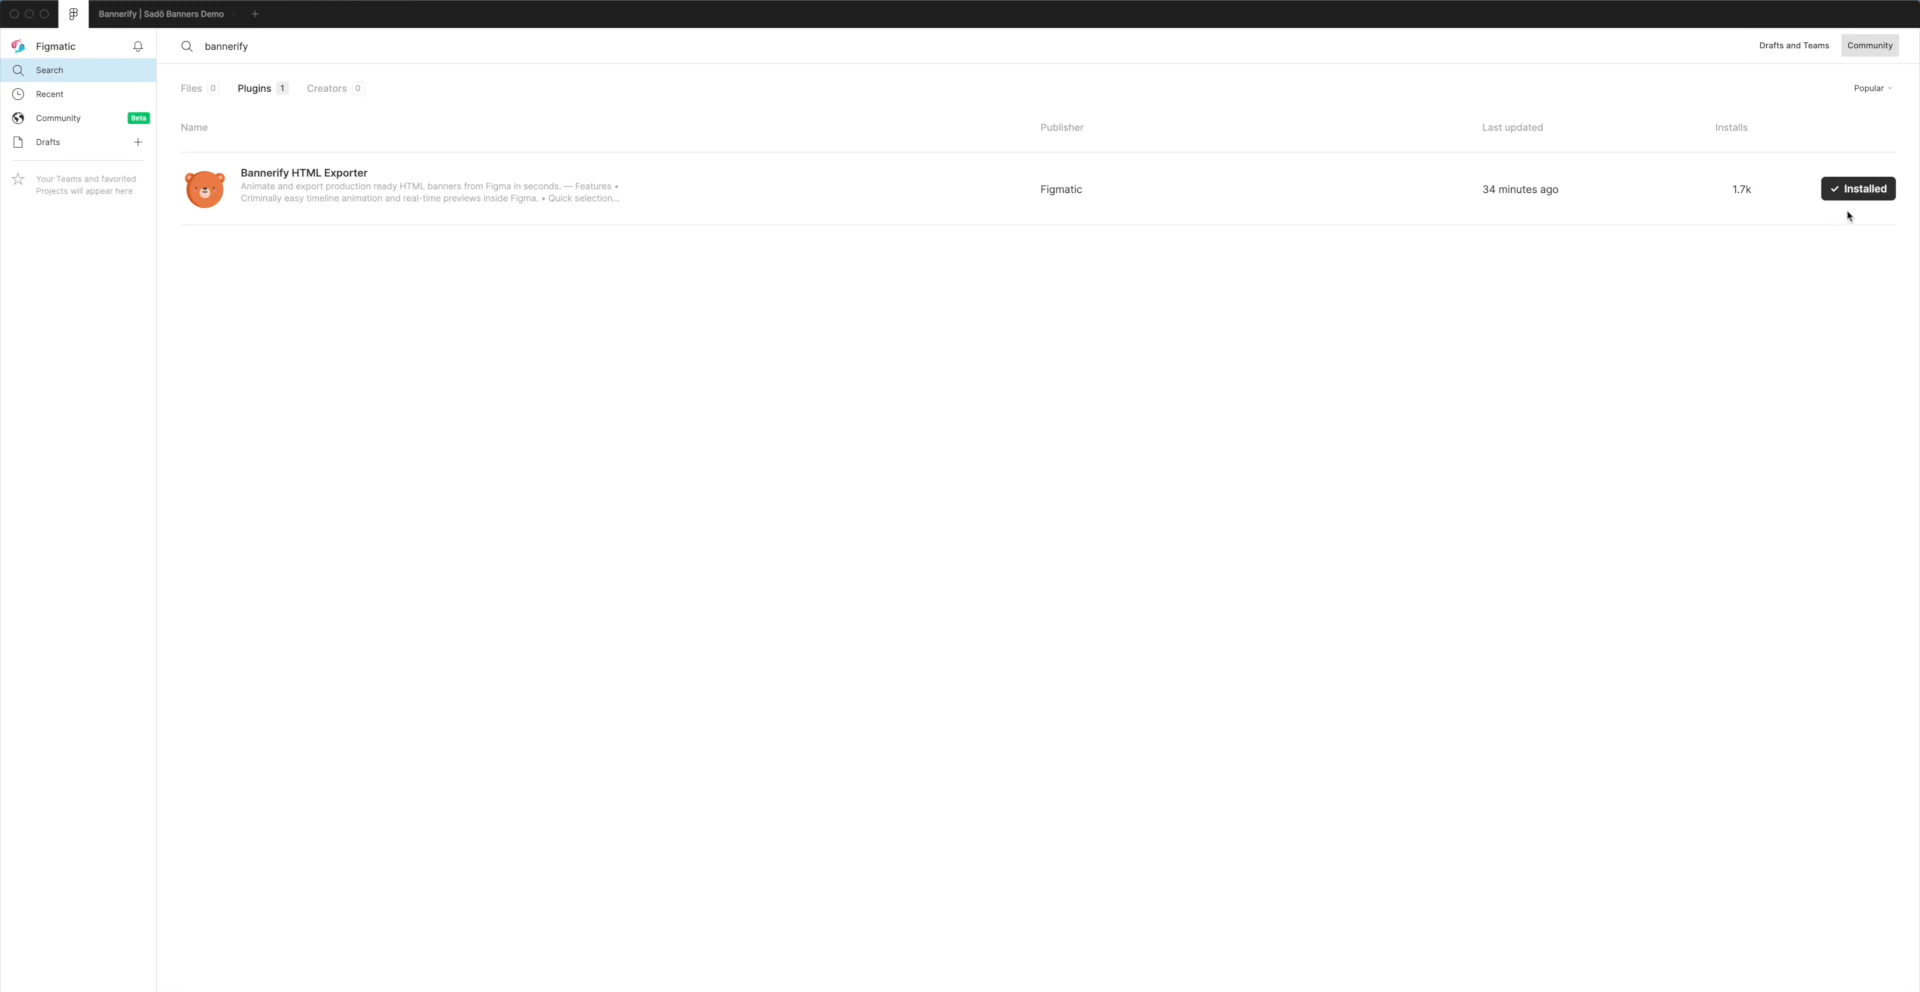 Bannerify | Sadō Banners Demo
Figmatic
bannerify
Drafts and Teams
Community
Search
Recent
Community
Beta
Drafts
Your Teams and favorited
Projects will appear here
Files 0
Plugins 1
Creators 0
Popular
Name
Publisher
Last updated
Installs
Bannerify HTML Exporter
Animate and export production ready HTML banners from Figma in seconds. — Features •
Criminally easy timeline animation and real-time previews inside Figma. • Quick selection...
Figmatic
34 minutes ago
1.7k
Installed